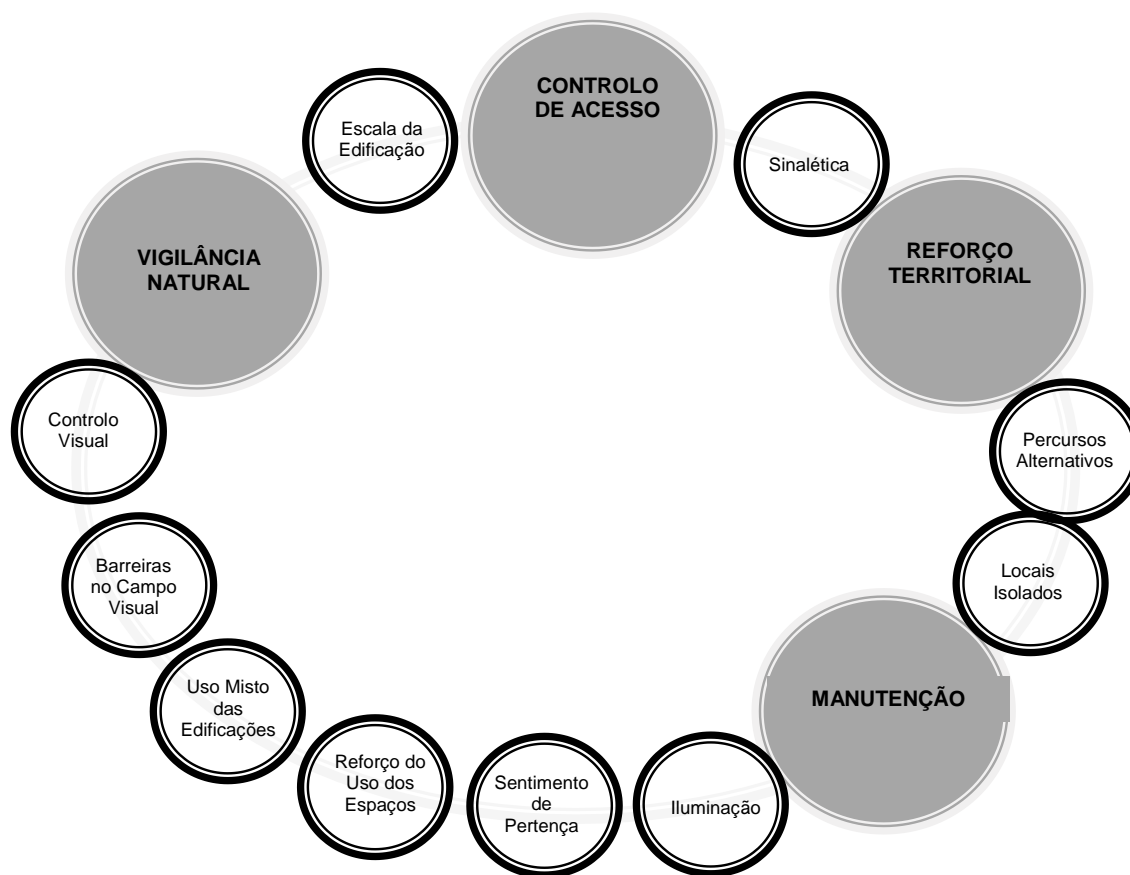 CONTROLO
DE ACESSO
Escala da
Edificação
Sinalética
VIGILÂNCIA
NATURAL
REFORÇO
TERRITORIAL
Controlo
Visual
Percursos
Alternativos
Barreiras
no Campo
Visual
Locais
Isolados
Uso Misto
das
Edificações
MANUTENÇÃO
Reforço do
Uso dos
Espaços
Sentimento
de
Pertença
Iluminação